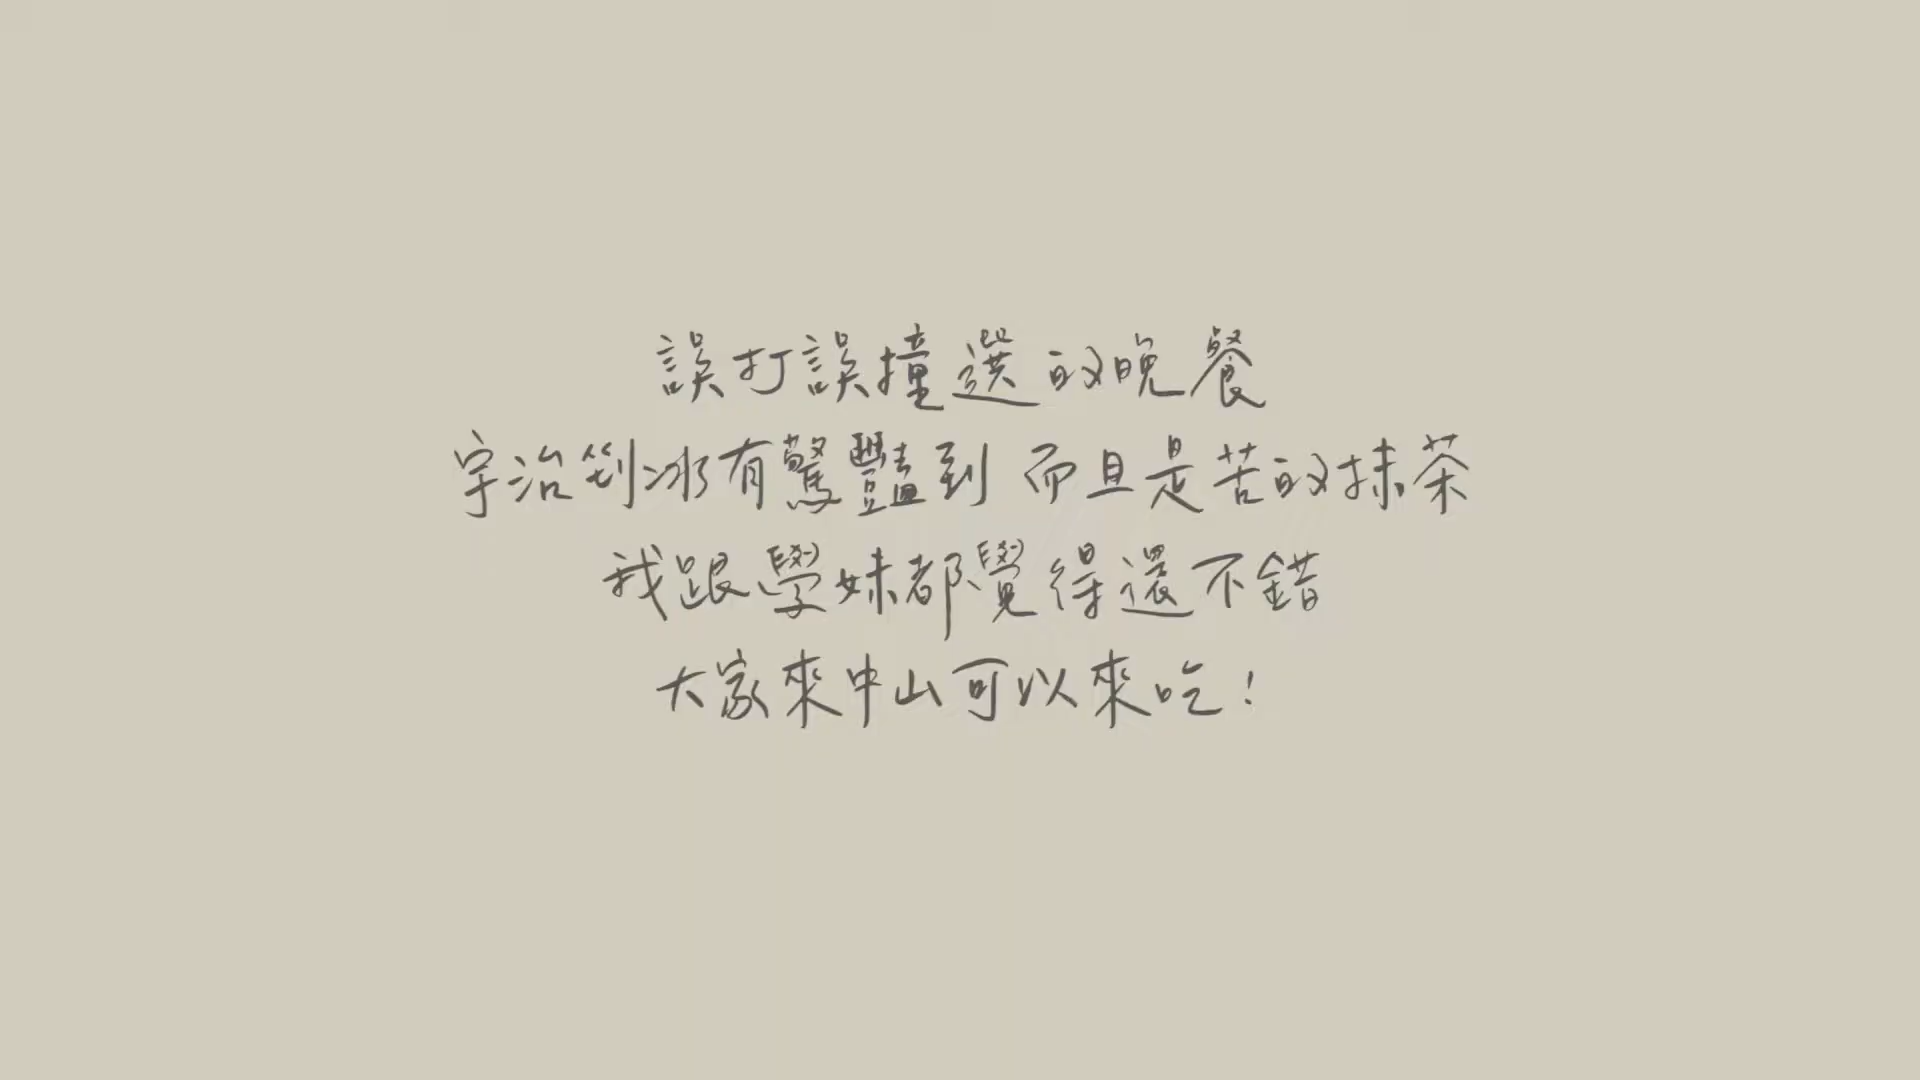 誤打誤撞選的晚餐
宇治刨冰有驚豔到 而且是苦的抹茶
我跟學妹都覺得還不錯
大家來中山可以來吃！